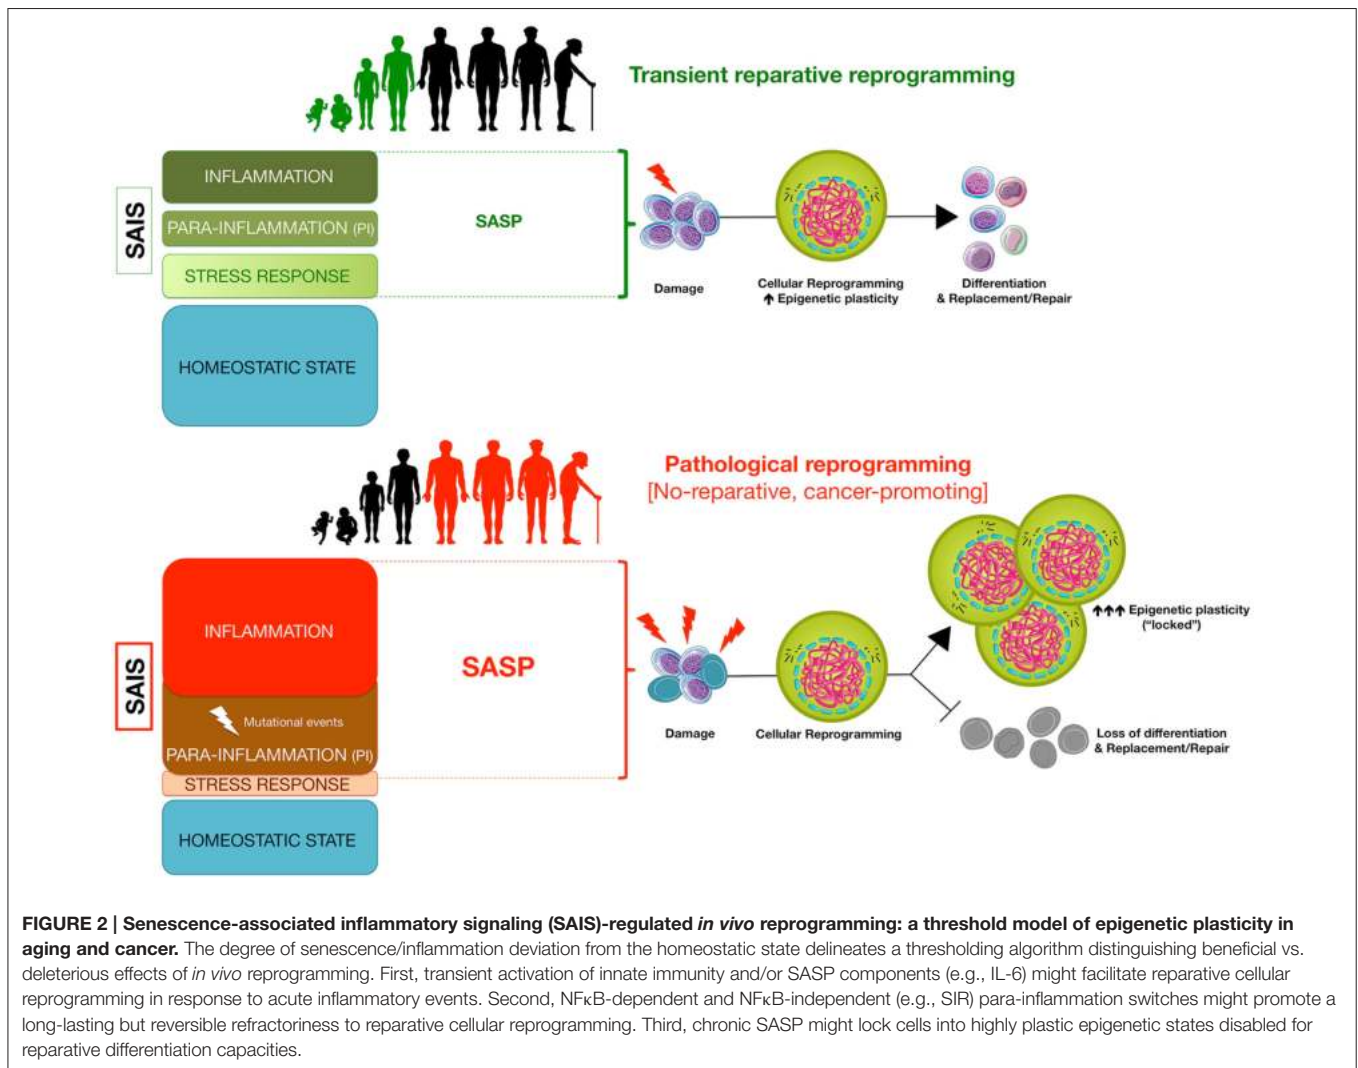 Transient reparative reprogramming
SAIS
INFLAMMATION
PARA-INFLAMMATION (PI)
STRESS RESPONSE
HOMEOSTATIC STATE
SASP
Damage
Cellular Reprogramming
↑ Epigenetic plasticity
Differentiation
& Replacement/Repair
Pathological reprogramming
[No-reparative, cancer-promoting]
SAIS
INFLAMMATION
Mutational events
PARA-INFLAMMATION (PI)
STRESS RESPONSE
HOMEOSTATIC STATE
SASP
Damage
Cellular Reprogramming
↑↑↑ Epigenetic plasticity
("locked")
Loss of differentiation
& Replacement/Repair
FIGURE 2 | Senescence-associated inflammatory signaling (SAIS)-regulated in vivo reprogramming: a threshold model of epigenetic plasticity in
aging and cancer. The degree of senescence/inflammation deviation from the homeostatic state delineates a thresholding algorithm distinguishing beneficial vs.
deleterious effects of in vivo reprogramming. First, transient activation of innate immunity and/or SASP components (e.g., IL-6) might facilitate reparative cellular
reprogramming in response to acute inflammatory events. Second, NFκB-dependent and NFκB-independent (e.g., SIR) para-inflammation switches might promote a
long-lasting but reversible refractoriness to reparative cellular reprogramming. Third, chronic SASP might lock cells into highly plastic epigenetic states disabled for
reparative differentiation capacities.